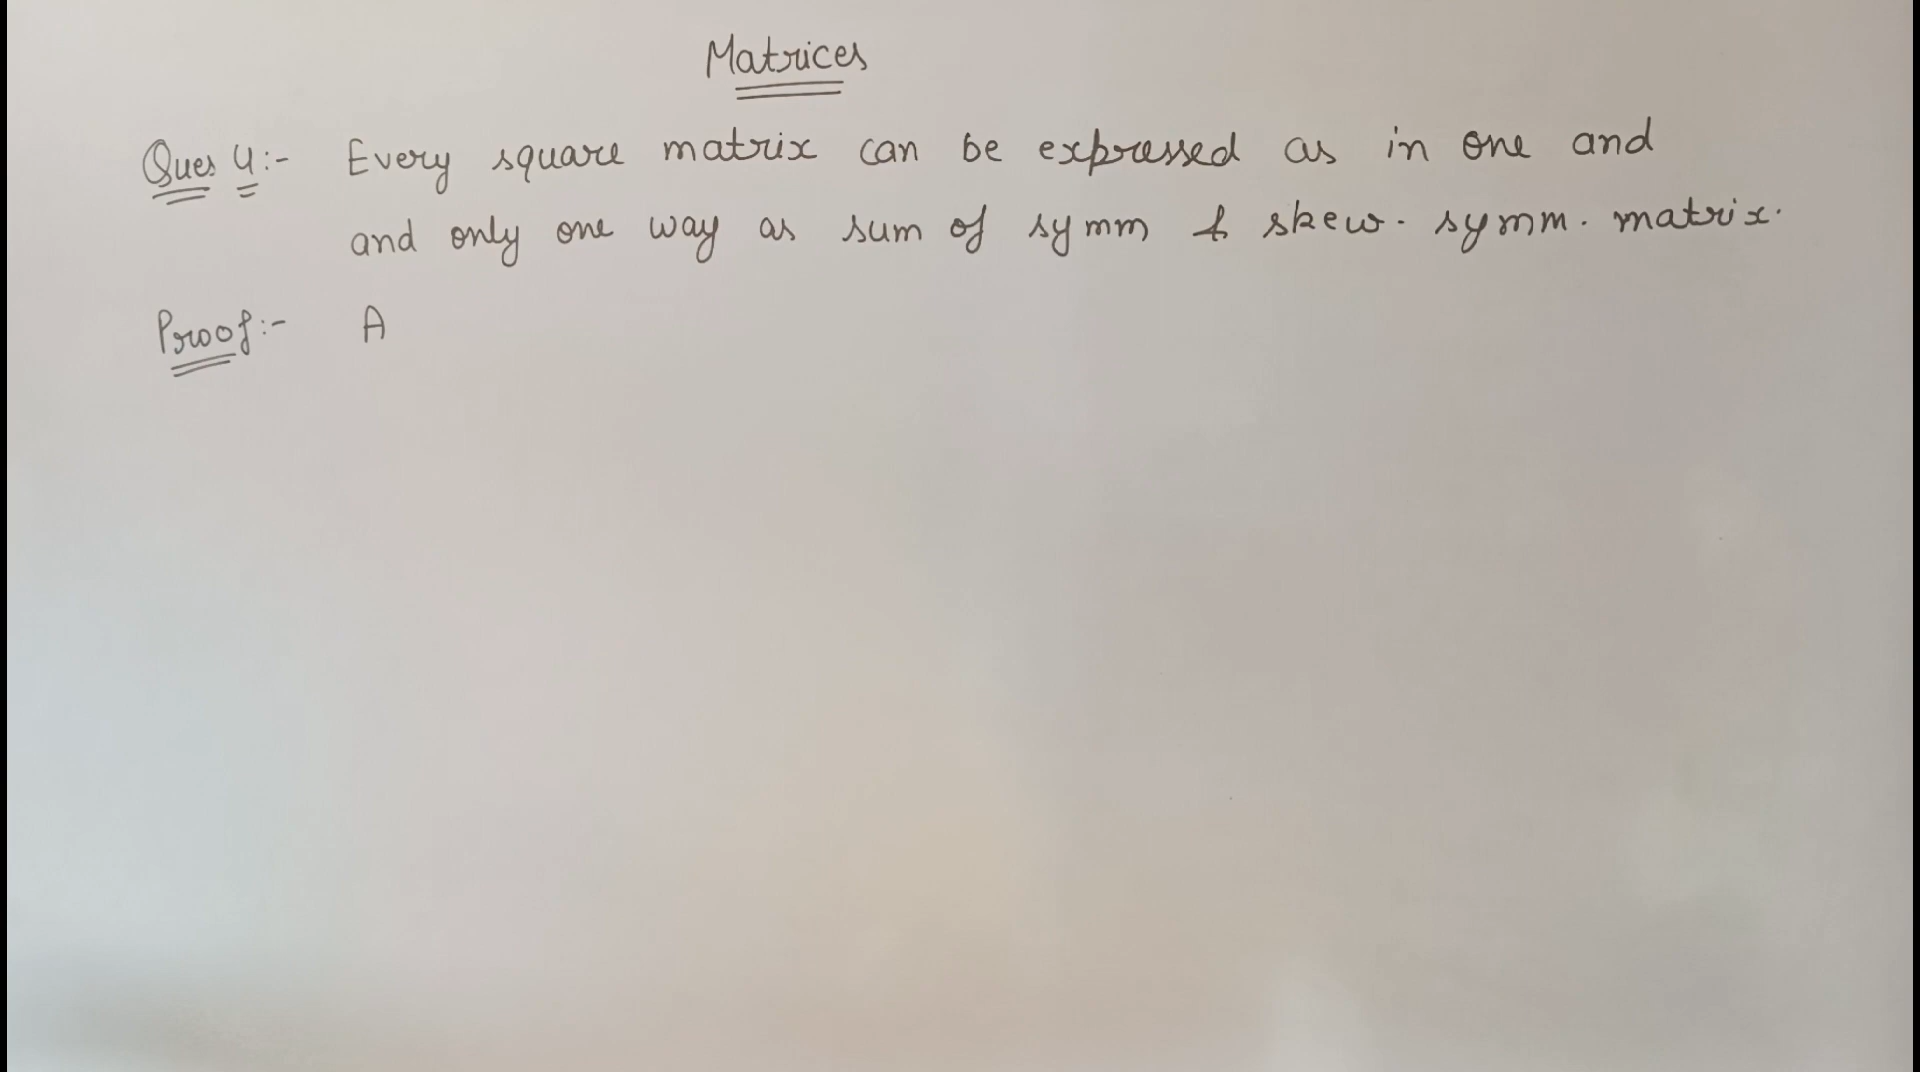 Matrices
Ques 4:- Every square matrix can be expressed as in one and
and only one way as sum of symm & skew. symm. matrix.
Proof:- A